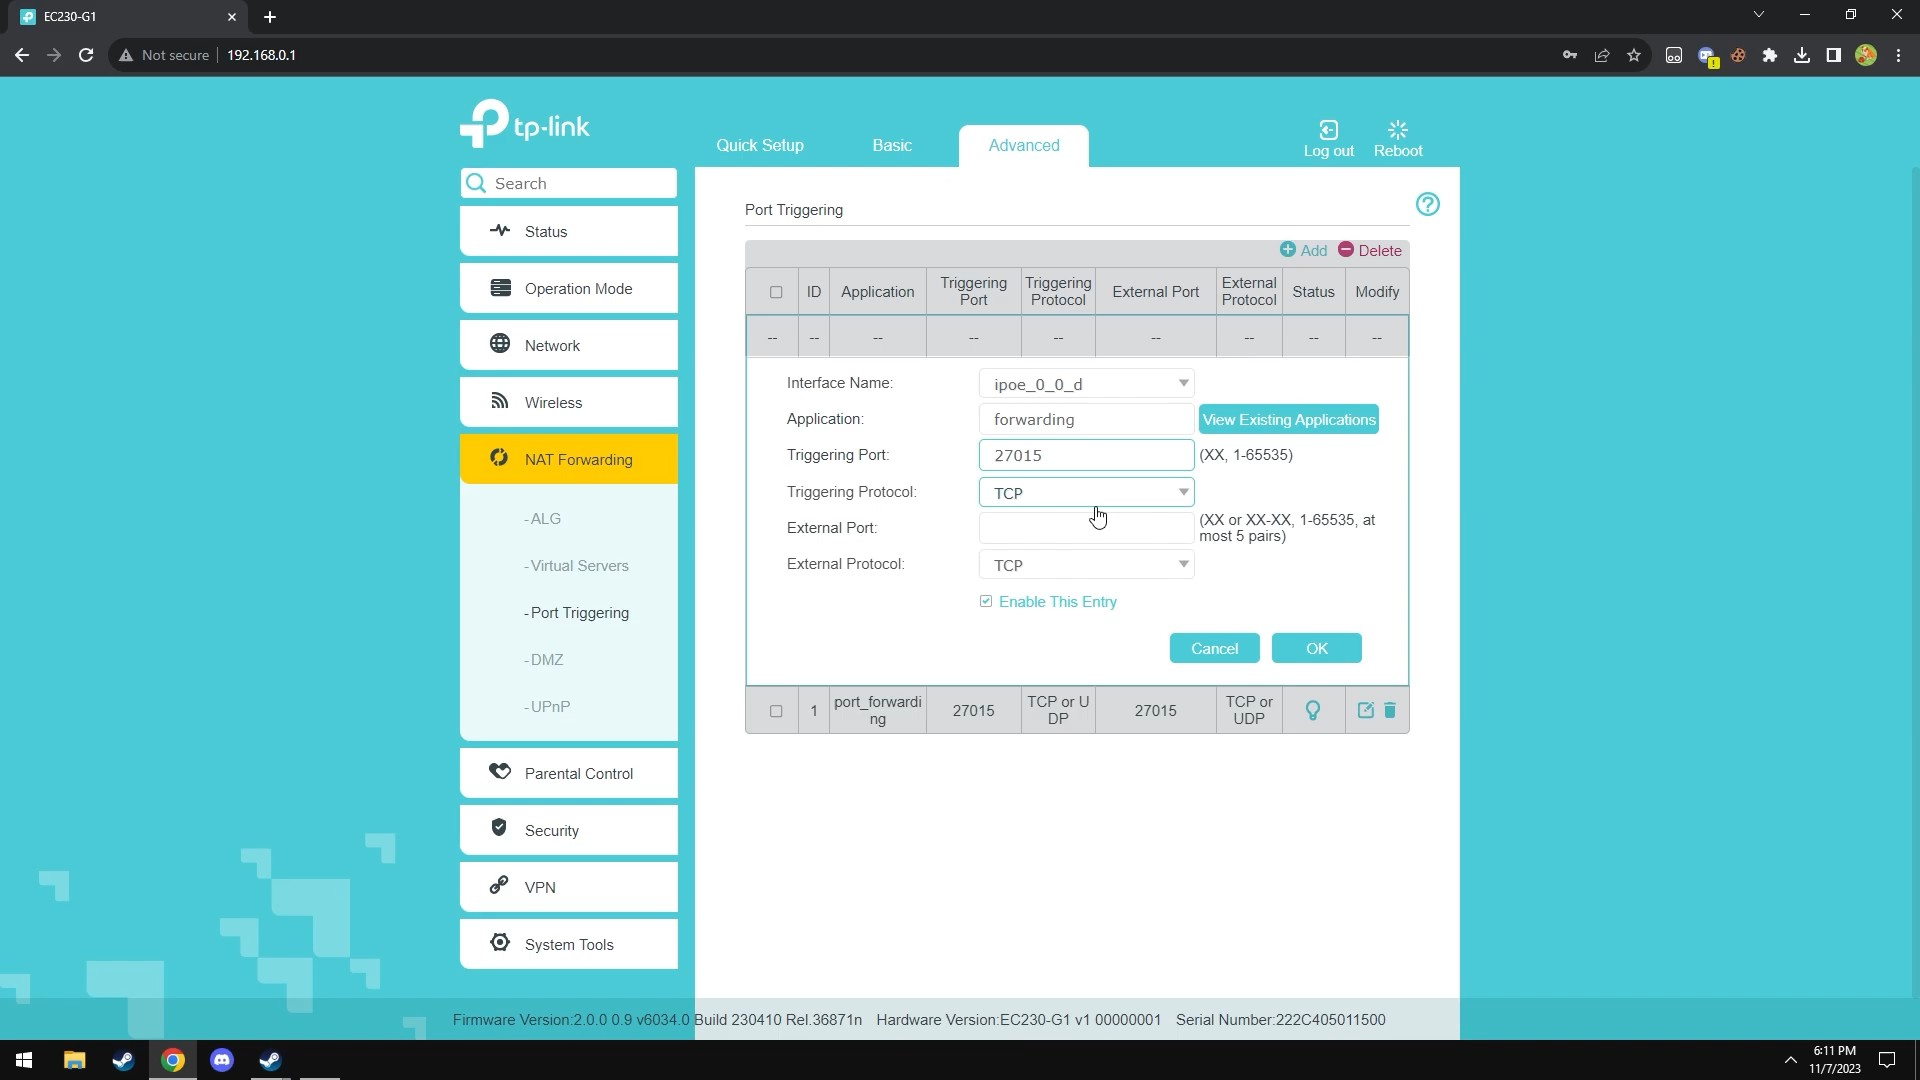 EC230-G1
Not secure
192.168.0.1
tp-link
Quick Setup
Basic
Advanced
Log out
Reboot
Search
Status
Operation Mode
Network
Wireless
NAT Forwarding
- ALG
- Virtual Servers
- Port Triggering
- DMZ
- UPnP
Parental Control
Security
VPN
System Tools
Port Triggering
Add
Delete
ID
Application
Triggering Port
Triggering Protocol
External Port
External Protocol
Status
Modify
-- -- -- -- -- -- -- -- --
Interface Name:
ipoe_0_0_d
Application:
forwarding
View Existing Applications
Triggering Port:
27015
(XX, 1-65535)
Triggering Protocol:
TCP
External Port:
(XX or XX-XX, 1-65535, at
most 5 pairs)
External Protocol:
TCP
Enable This Entry
Cancel
OK
1
port_forwardi
ng
27015
TCP or U
DP
27015
TCP or
UDP
Firmware Version:2.0.0 0.9 v6034.0 Build 230410 Rel.36871n
Hardware Version:EC230-G1 v1 00000001
Serial Number:222C405011500
6:11 PM
11/7/2023